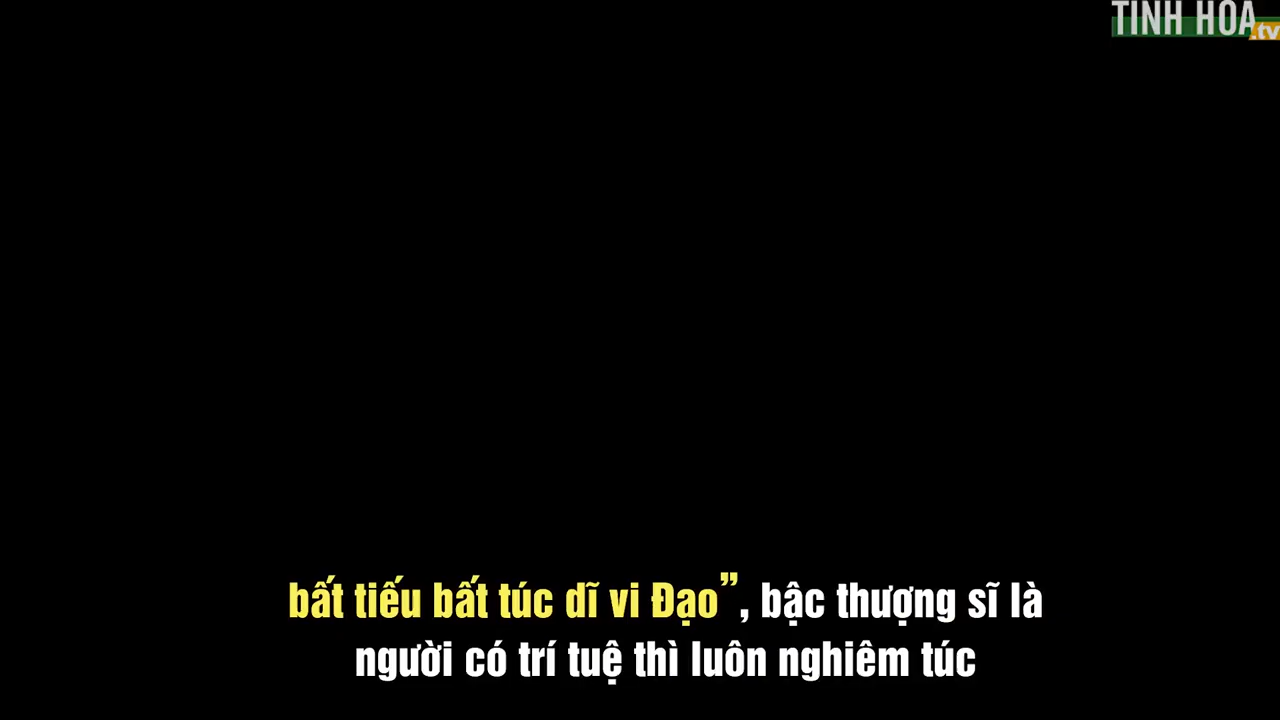 TINH HOA
.tv
bất tiếu bất túc dĩ vi Đạo”, bậc thượng sĩ là
người có trí tuệ thì luôn nghiêm túc